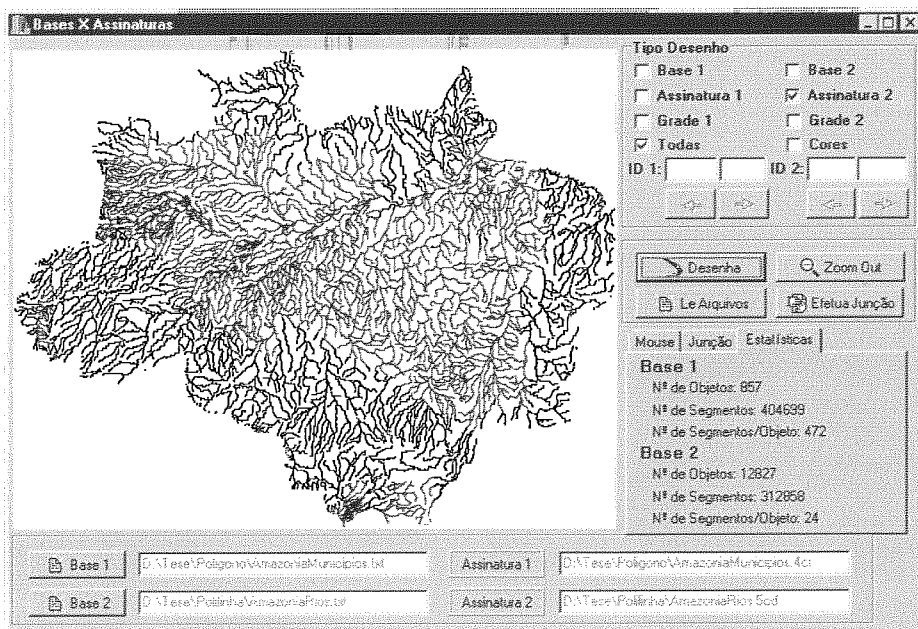 Bases X Assinaturas
Tipo Desenho
Base 1 Base 2
Assinatura 1 Assinatura 2
Grade 1 Grade 2
Todas Cores
ID 1: ID 2:
Desenha Zoom Out
Le Arquivos Efetua Junção
Mouse Junção Estatísticas
Base 1
Nº de Objetos: 857
Nº de Segmentos: 404639
Nº de Segmentos/Objeto: 472
Base 2
Nº de Objetos: 12827
Nº de Segmentos: 312858
Nº de Segmentos/Objeto: 24
Base 1 D:\Tese\Poligono\AmazoniaMunicipios.txt Assinatura 1 D:\Tese\Poligono\AmazoniaMunicipios.4ci
Base 2 D:\Tese\Polilinha\AmazoniaRios.txt Assinatura 2 D:\Tese\Polilinha\AmazoniaRios.5cd